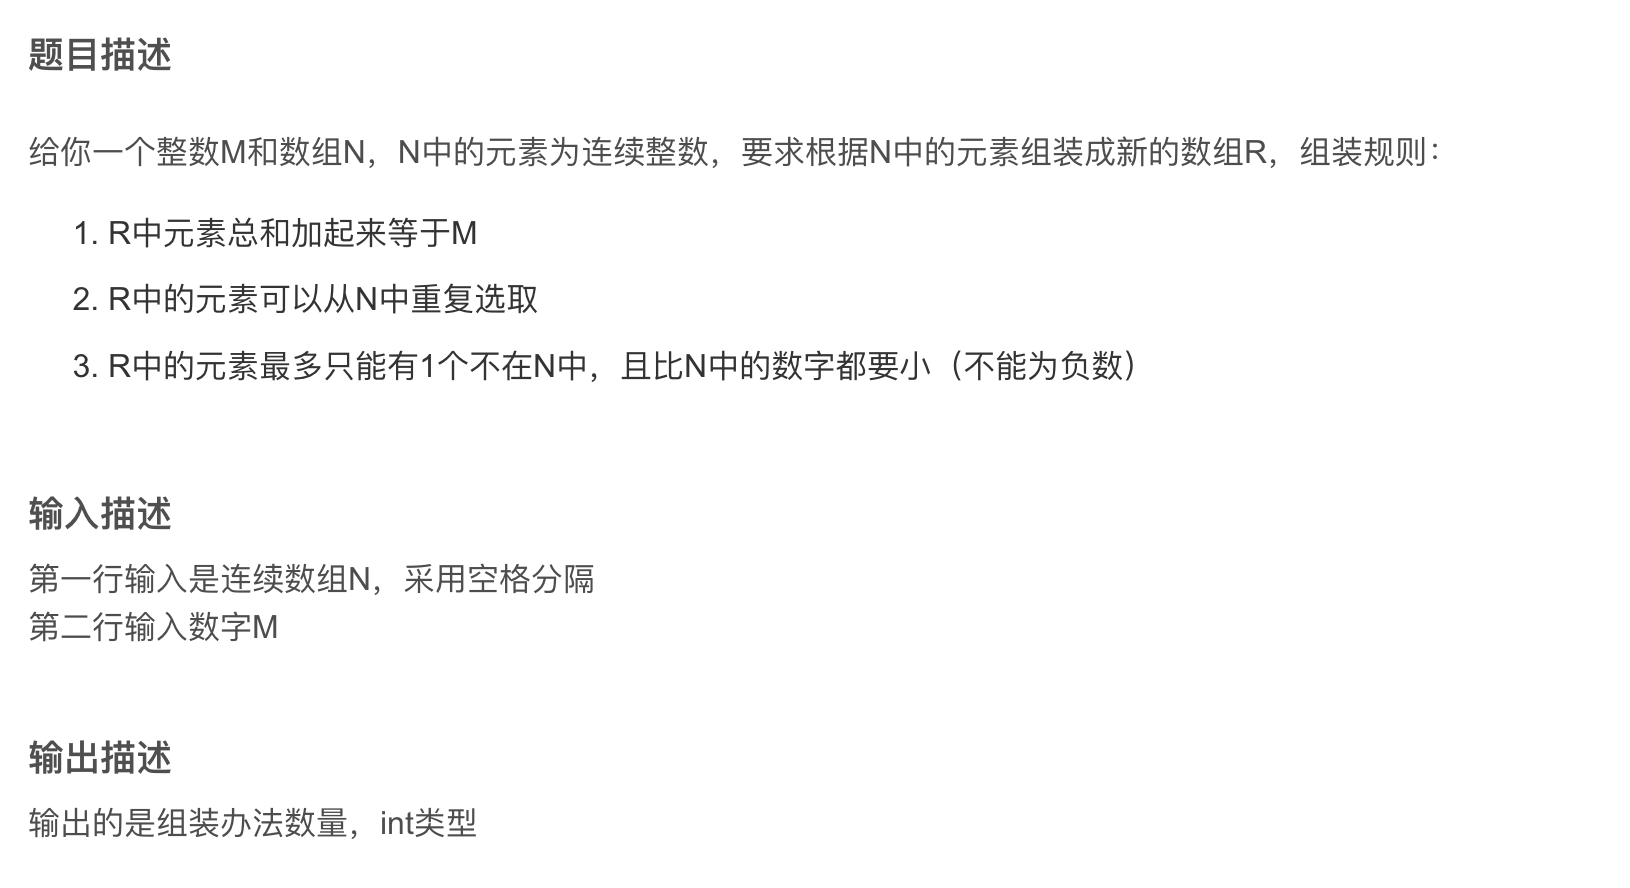 题目描述
给你一个整数M和数组N，N中的元素为连续整数，要求根据N中的元素组装成新的数组R，组装规则：
1. R中元素总和加起来等于M
2. R中的元素可以从N中重复选取
3. R中的元素最多只能有1个不在N中，且比N中的数字都要小（不能为负数）
输入描述
第一行输入是连续数组N，采用空格分隔
第二行输入数字M
输出描述
输出的是组装办法数量，int类型